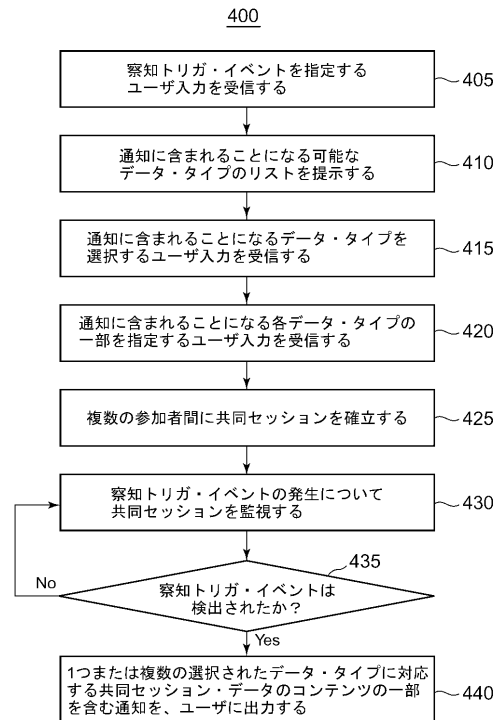 400
察知トリガ・イベントを指定する
ユーザ入力を受信する
405
通知に含まれることになる可能な
データ・タイプのリストを提示する
410
通知に含まれることになるデータ・タイプを
選択するユーザ入力を受信する
415
通知に含まれることになる各データ・タイプの
一部を指定するユーザ入力を受信する
420
複数の参加者間に共同セッションを確立する
425
察知トリガ・イベントの発生について
共同セッションを監視する
430
435
察知トリガ・イベントは
検出されたか？
No
Yes
1つまたは複数の選択されたデータ・タイプに対応
する共同セッション・データのコンテンツの一部
を含む通知を、ユーザに出力する
440